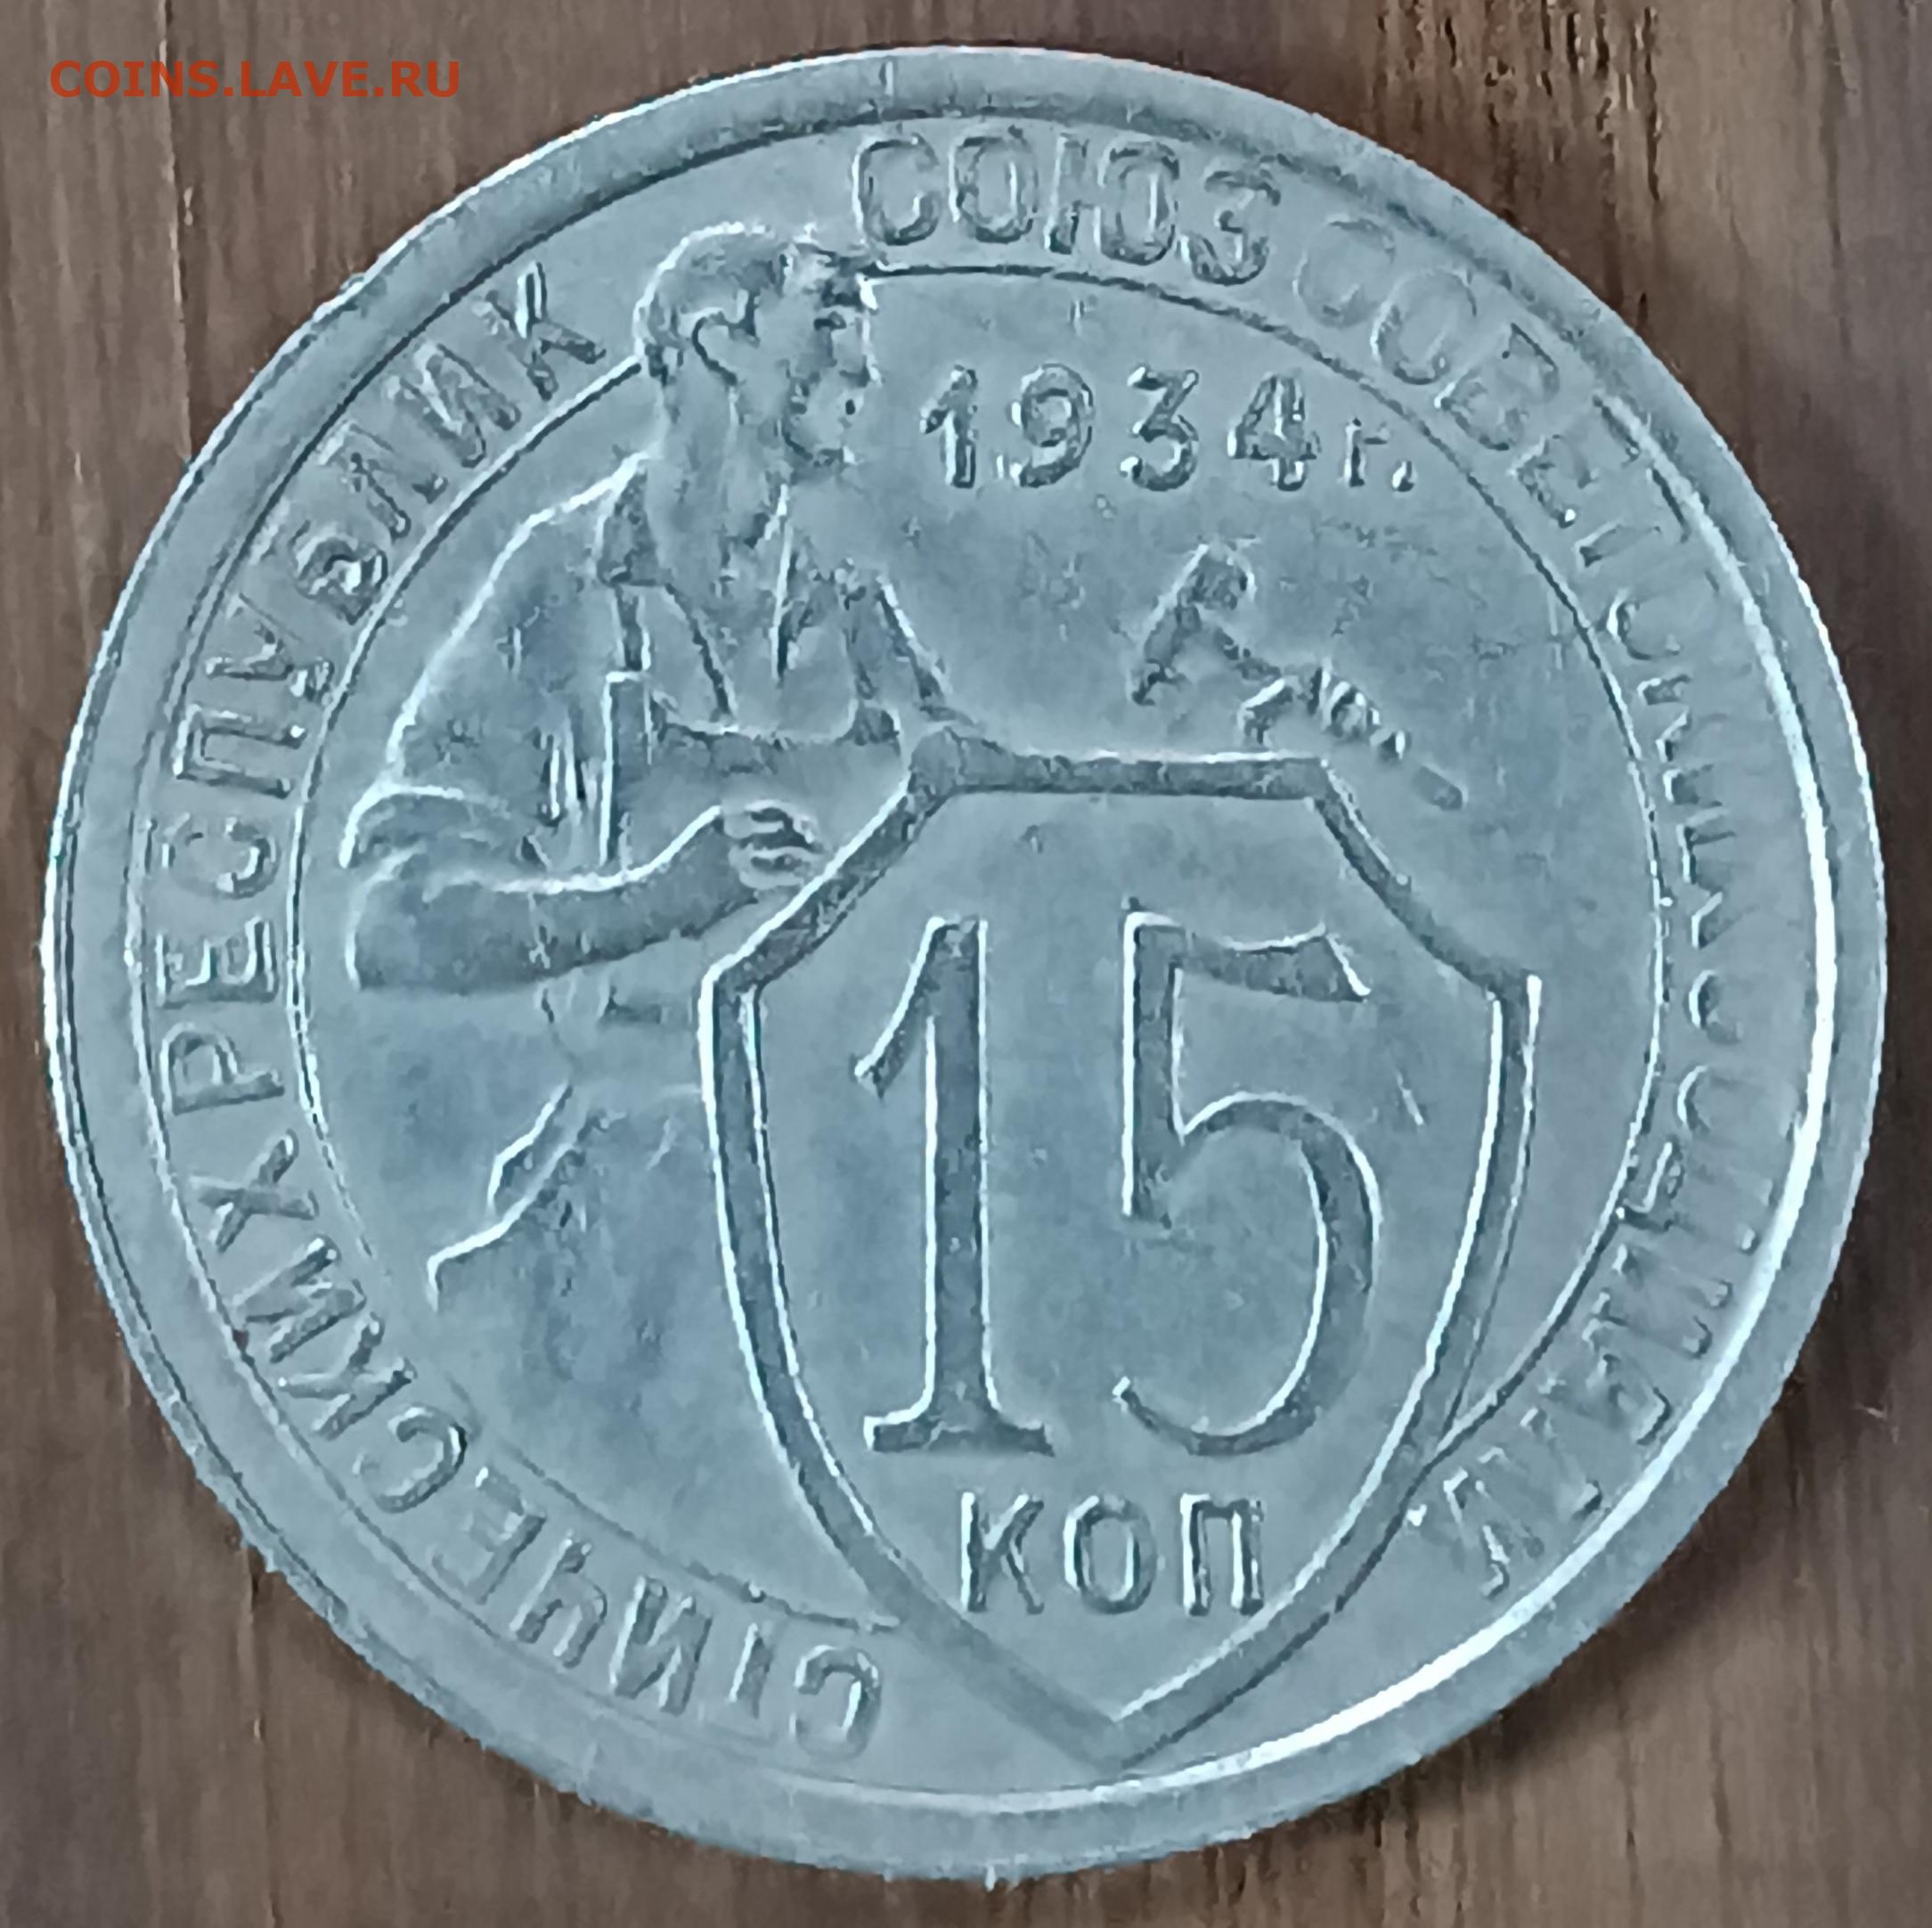 COINS.LAVE.RU
СОЮЗ СОВЕТСКИХ СОЦИАЛИСТИЧЕСКИХ РЕСПУБЛИК
1934 г.
15
КОП